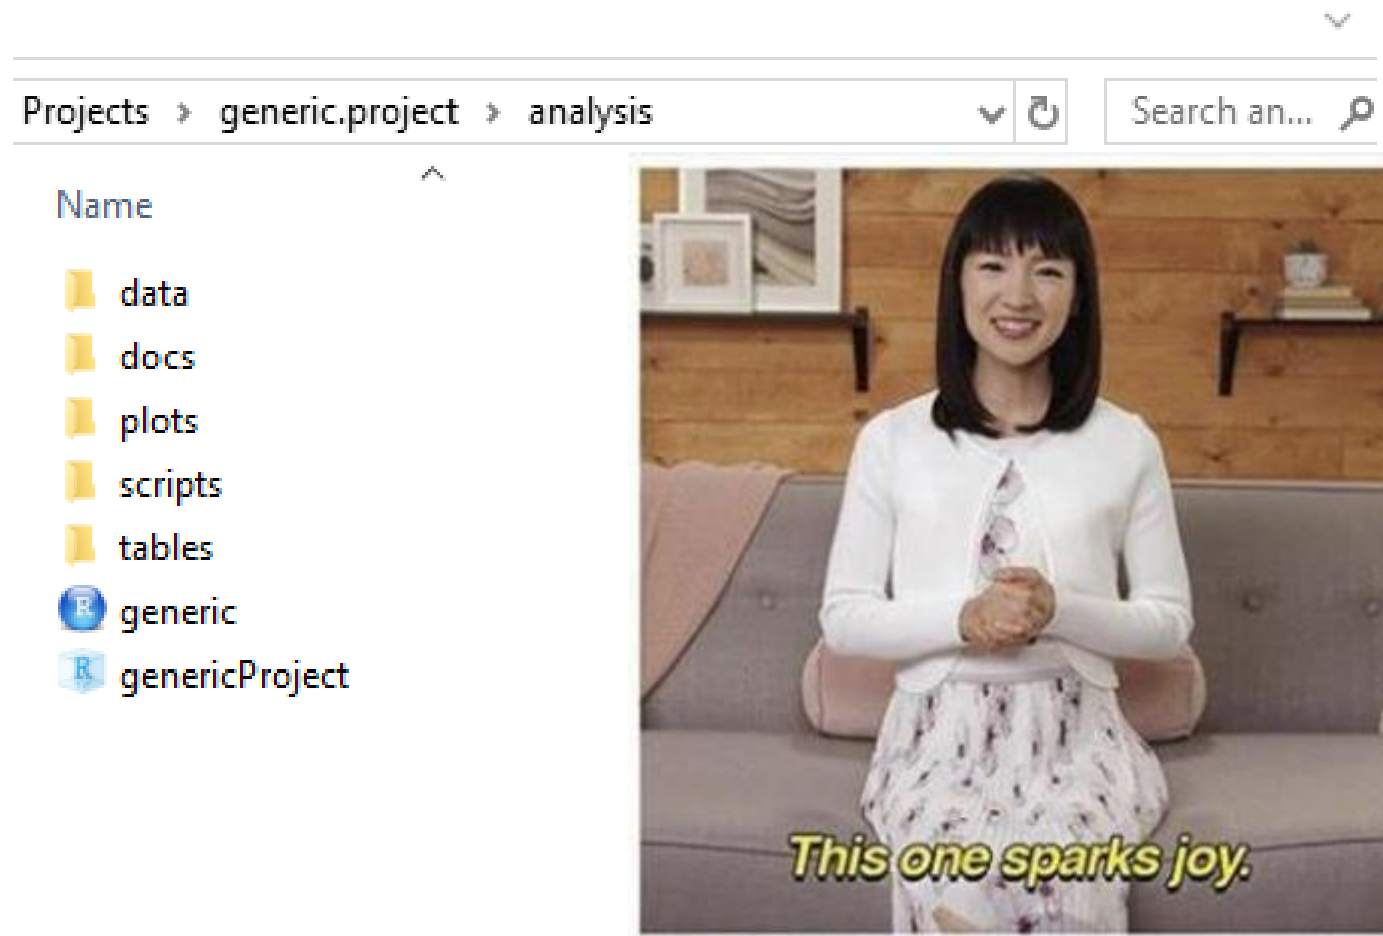 Projects > generic.project > analysis
Search an...
Name
data
docs
plots
scripts
tables
R generic
R genericProject
This one sparks joy.